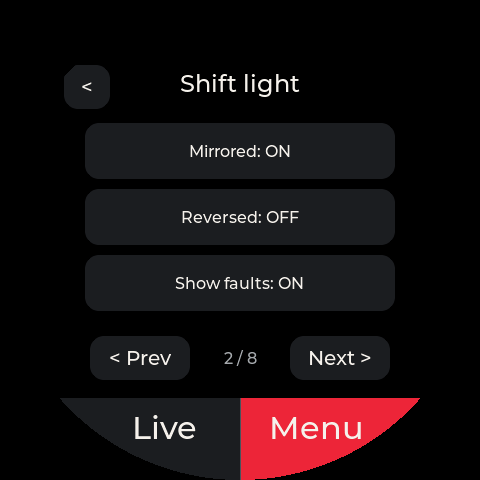 <
Shift light
Mirrored: ON
Reversed: OFF
Show faults: ON
< Prev
2 / 8
Next >
Live
Menu